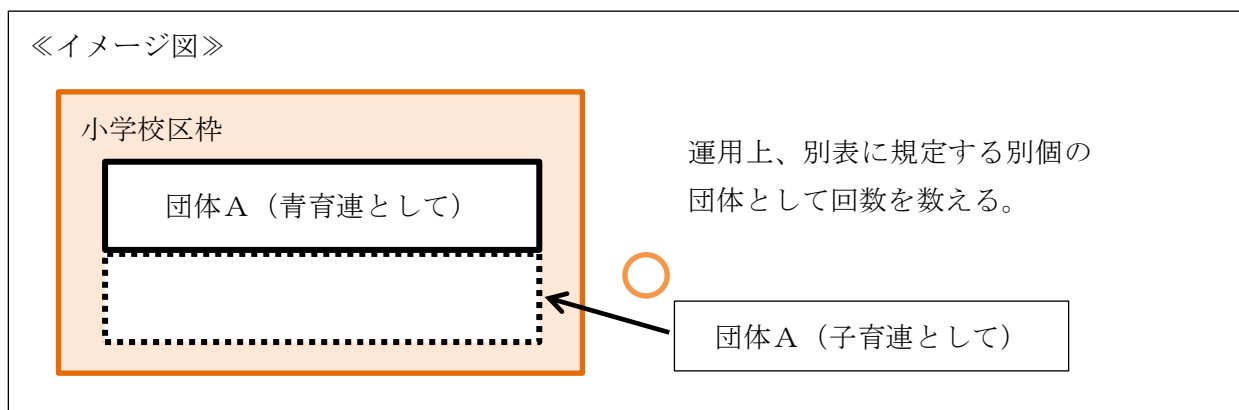 ≪イメージ図≫
小学校区枠
団体Ａ（青育連として）
運用上、別表に規定する別個の
団体として回数を数える。
団体Ａ（子育連として）